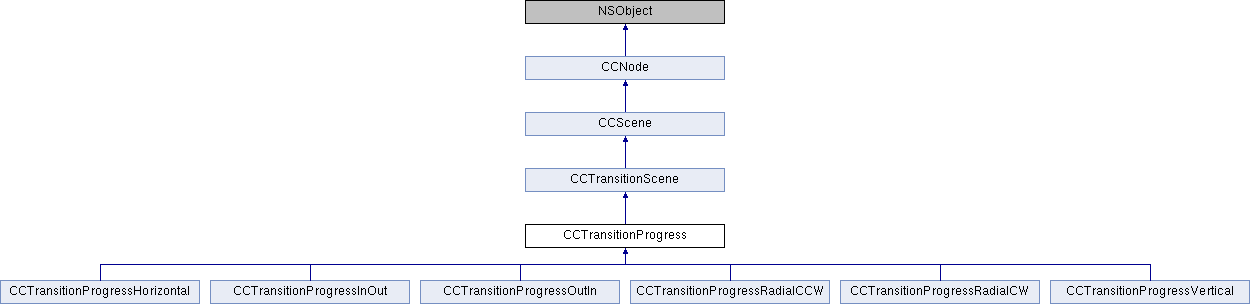 NSObject
CCNode
CCScene
CCTransitionScene
CCTransitionProgress
CCTransitionProgressHorizontal CCTransitionProgressInOut CCTransitionProgressOutIn CCTransitionProgressRadialCCW CCTransitionProgressRadialCW CCTransitionProgressVertical